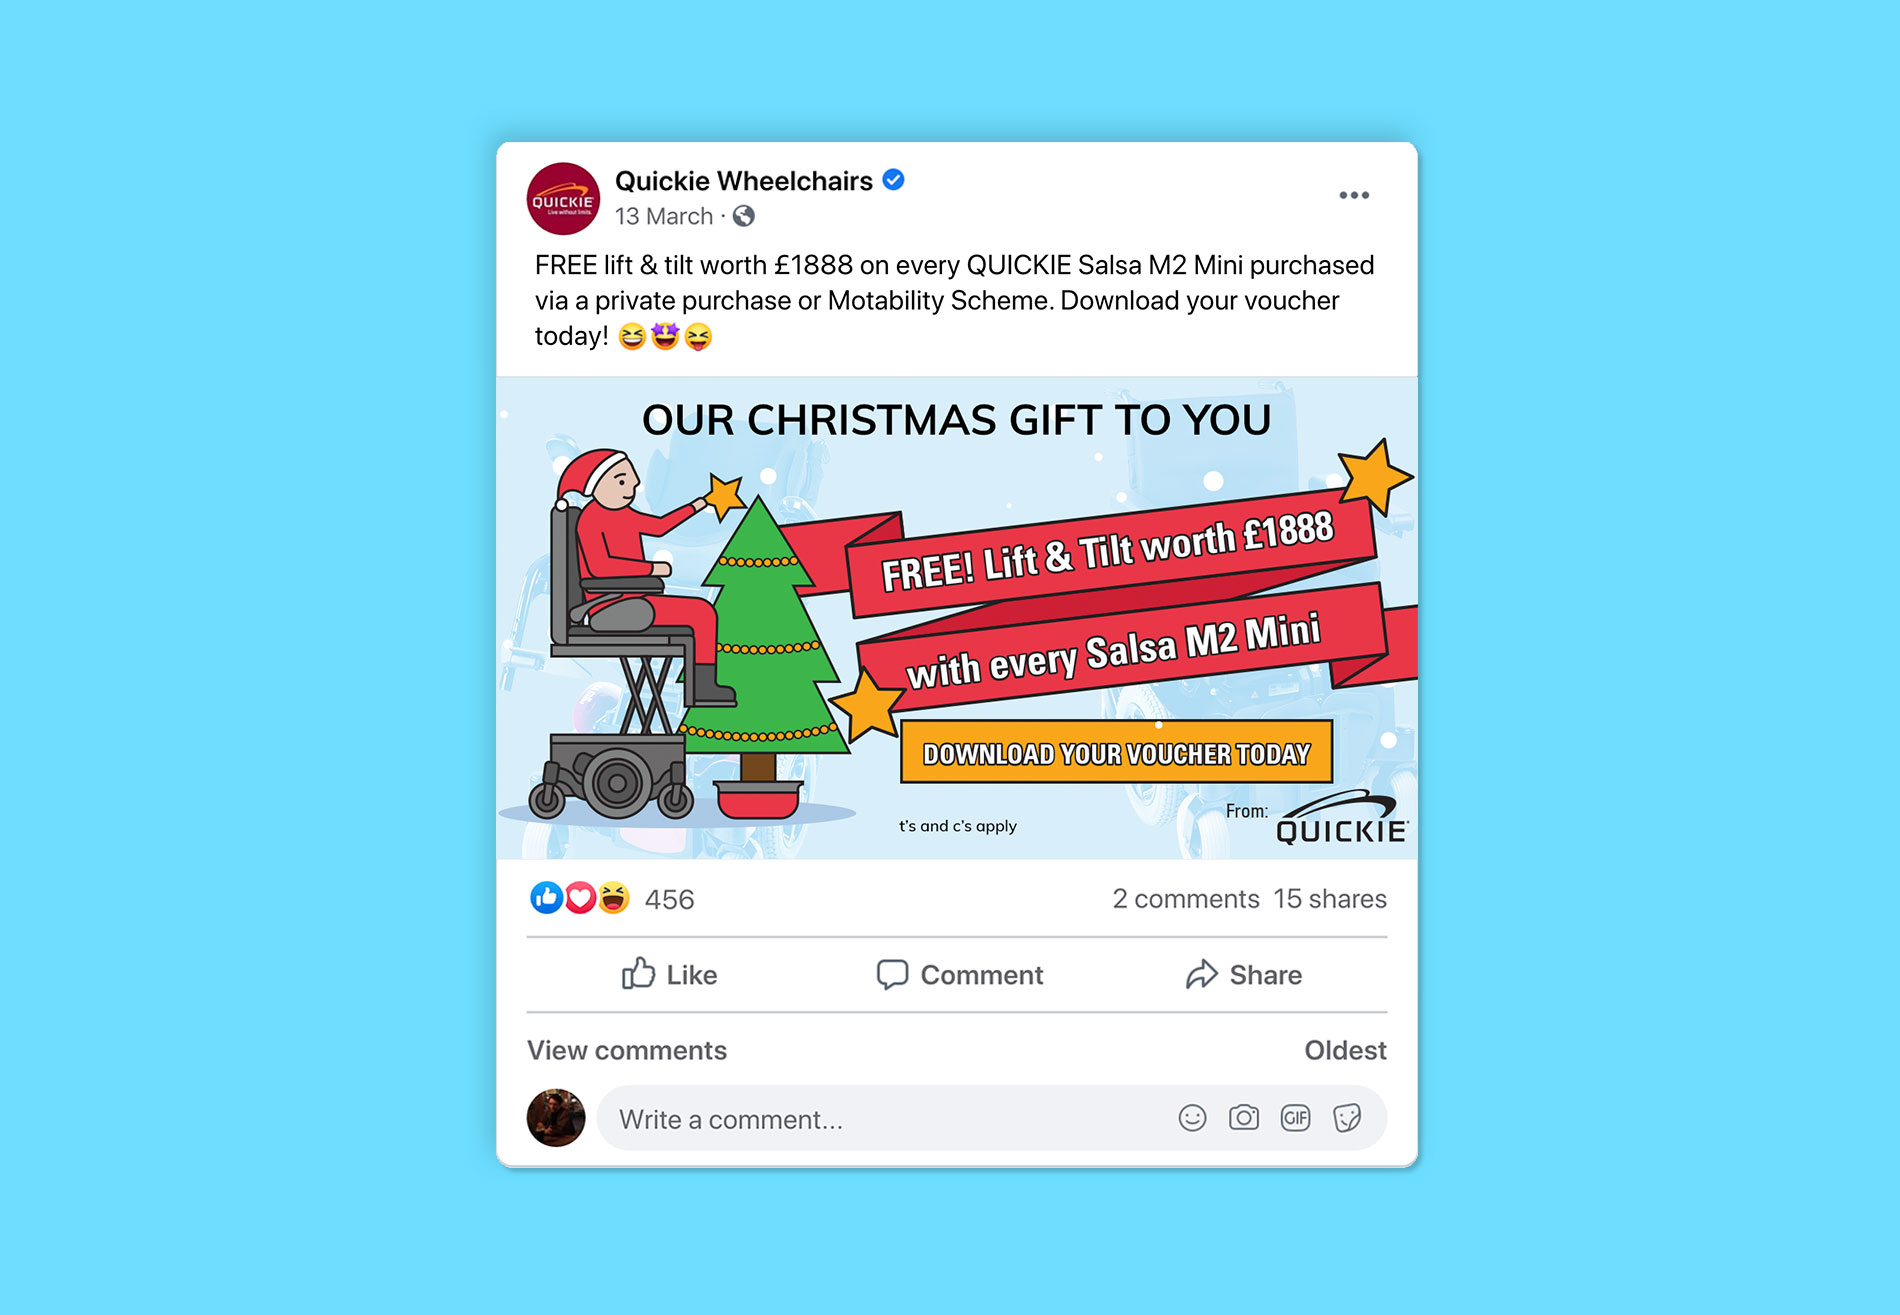 QUICKIE
Live without limits.
Quickie Wheelchairs
13 March ·
FREE lift & tilt worth £1888 on every QUICKIE Salsa M2 Mini purchased
via a private purchase or Motability Scheme. Download your voucher
today! 😆🤩😝
OUR CHRISTMAS GIFT TO YOU
FREE! Lift & Tilt worth £1888
with every Salsa M2 Mini
DOWNLOAD YOUR VOUCHER TODAY
t's and c's apply
From:
QUICKIE
456
2 comments 15 shares
Like
Comment
Share
View comments
Oldest
Write a comment...
GIF